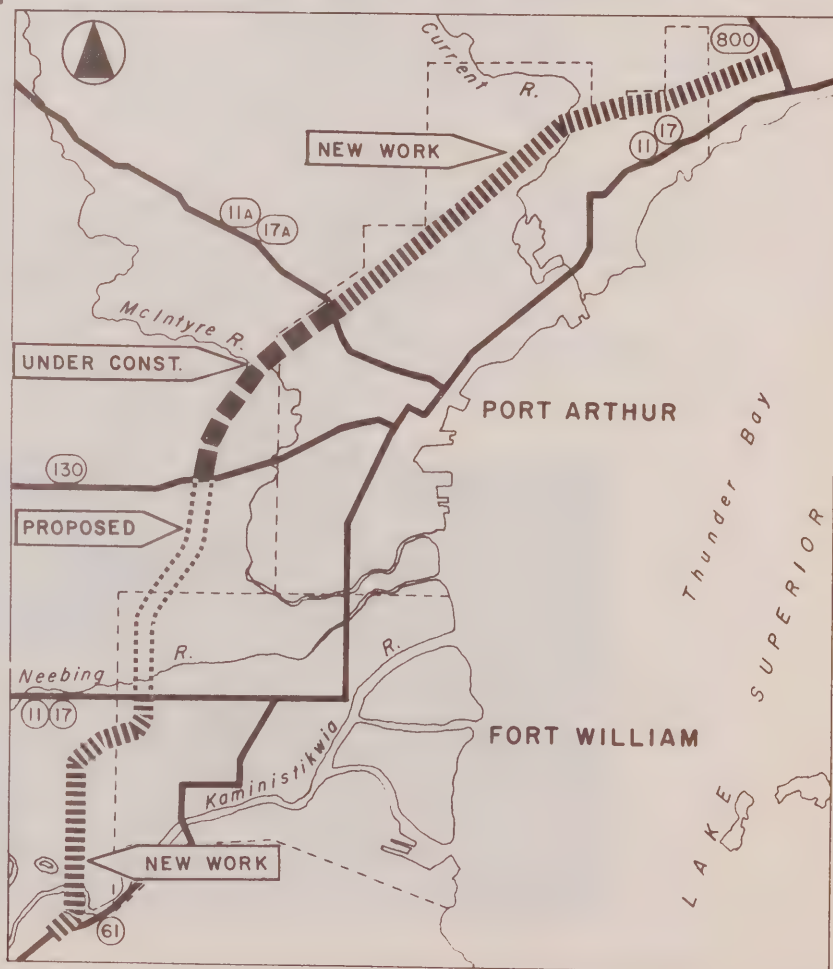 800
Current
R.
NEW WORK
17
11
11A
17A
McIntyre R.
UNDER CONST.
PORT ARTHUR
130
PROPOSED
Thunder Bay
LAKE SUPERIOR
Neebing R.
11 17
Kaministikwia R.
FORT WILLIAM
NEW WORK
61